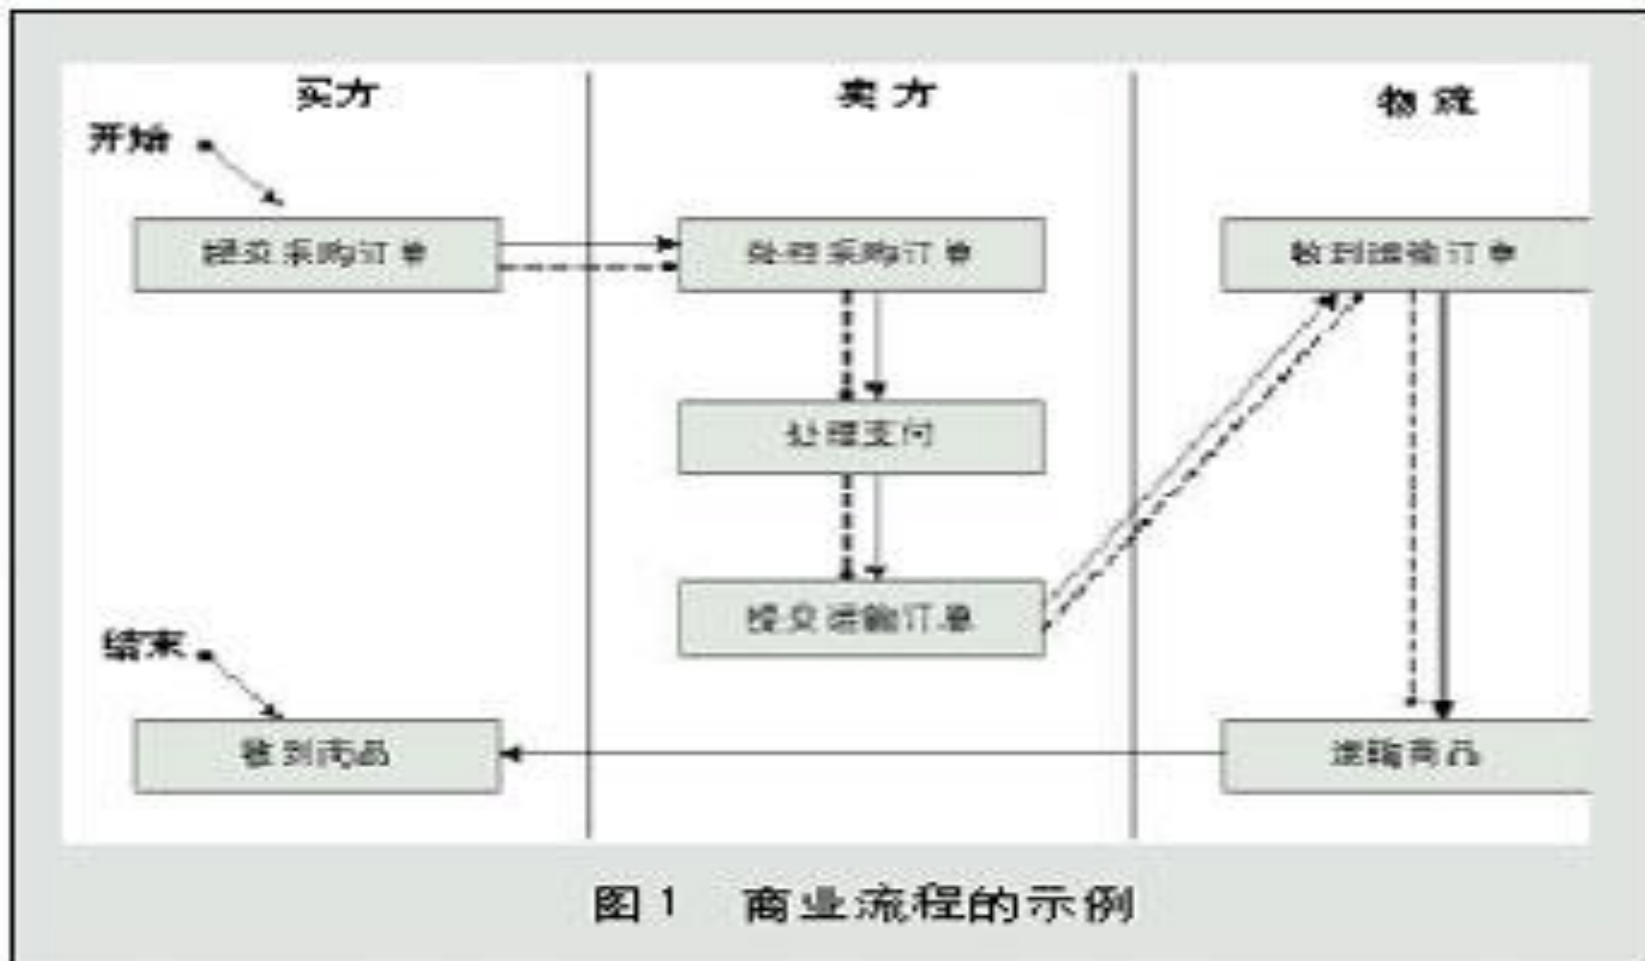 买方
卖方
物流
开始
提交采购订单
处理采购订单
收到运输订单
处理支付
提交运输订单
结束
收到商品
运输商品
图1 商业流程的示例